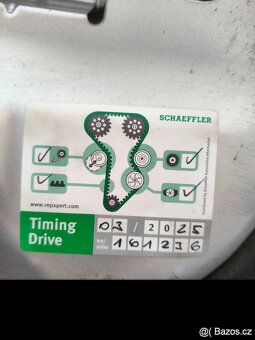 SCHAEFFLER
www.repxpert.com
Timing
Drive
03 / 2025
km/
miles
161236
Bazos.cz